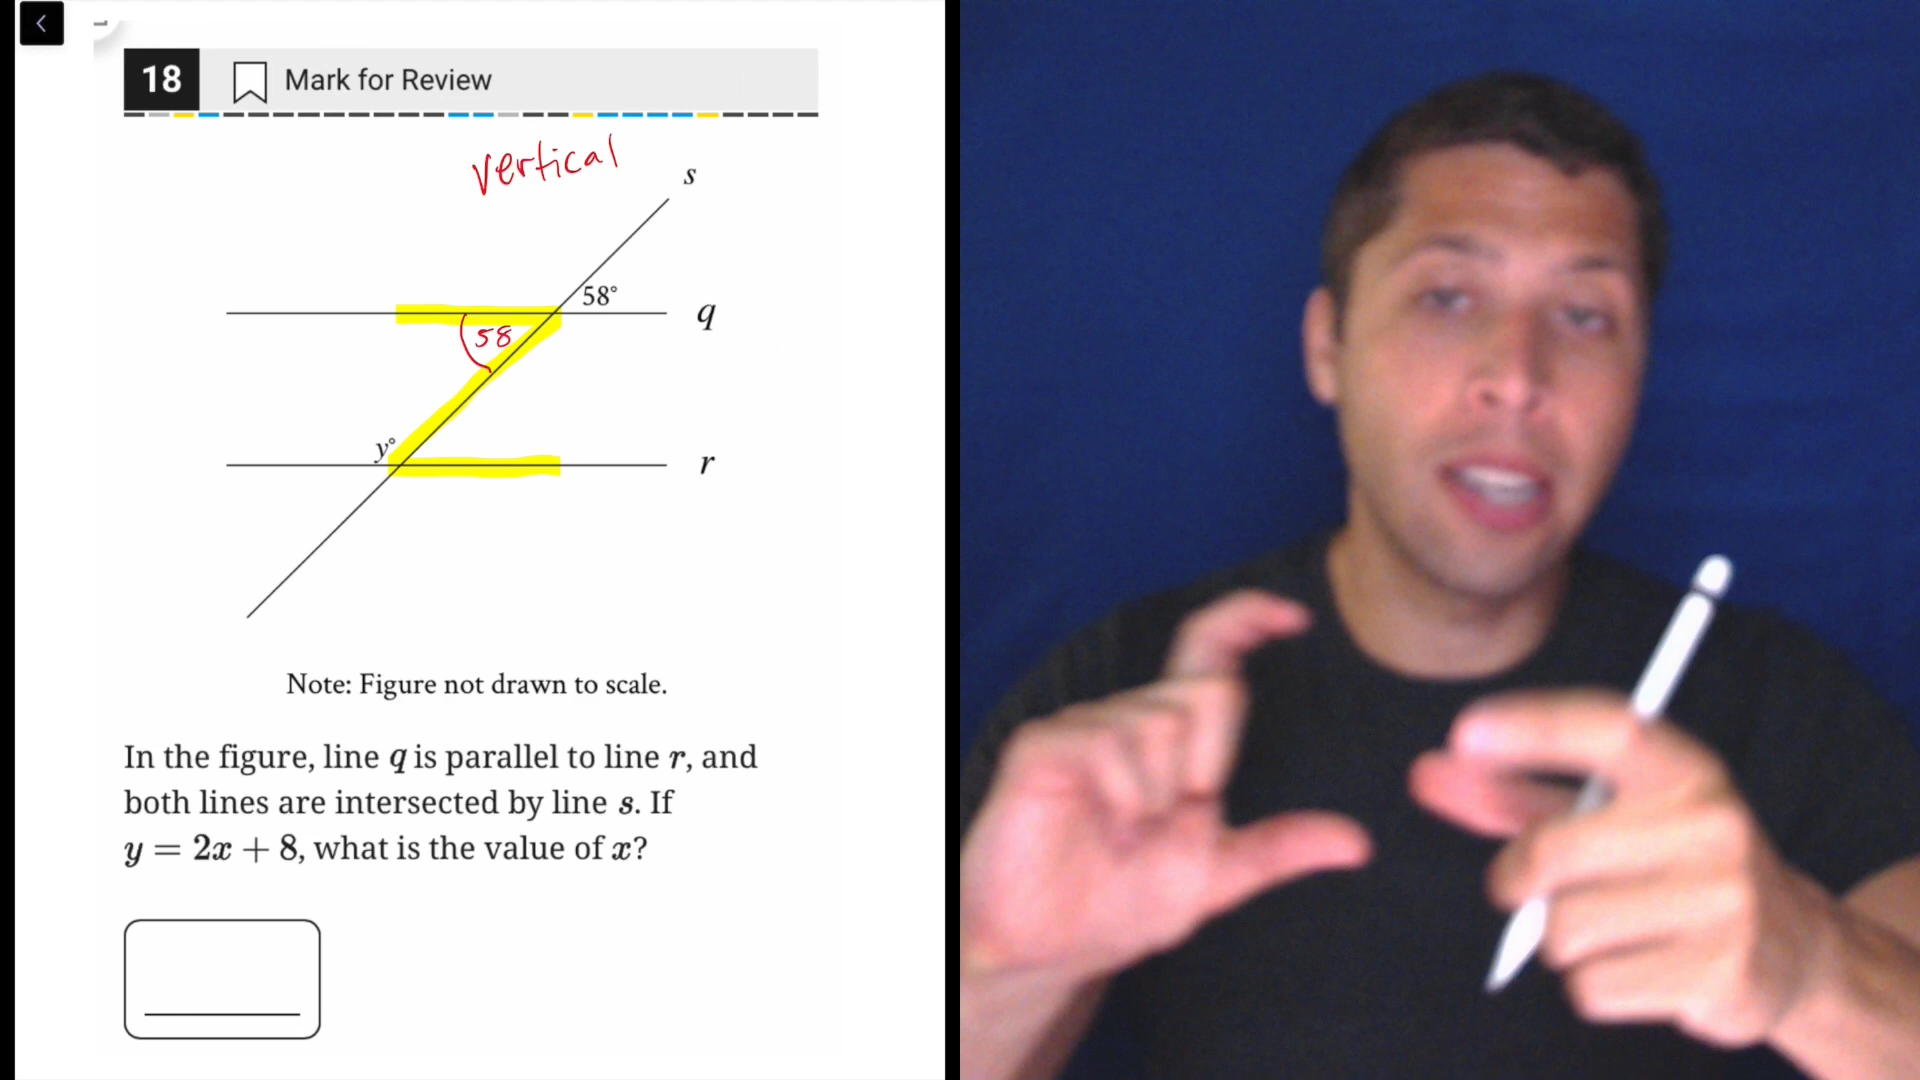 18 Mark for Review
vertical
s
58°
q
58
y°
r
Note: Figure not drawn to scale.
In the figure, line q is parallel to line r, and
both lines are intersected by line s. If
y = 2x + 8, what is the value of x?